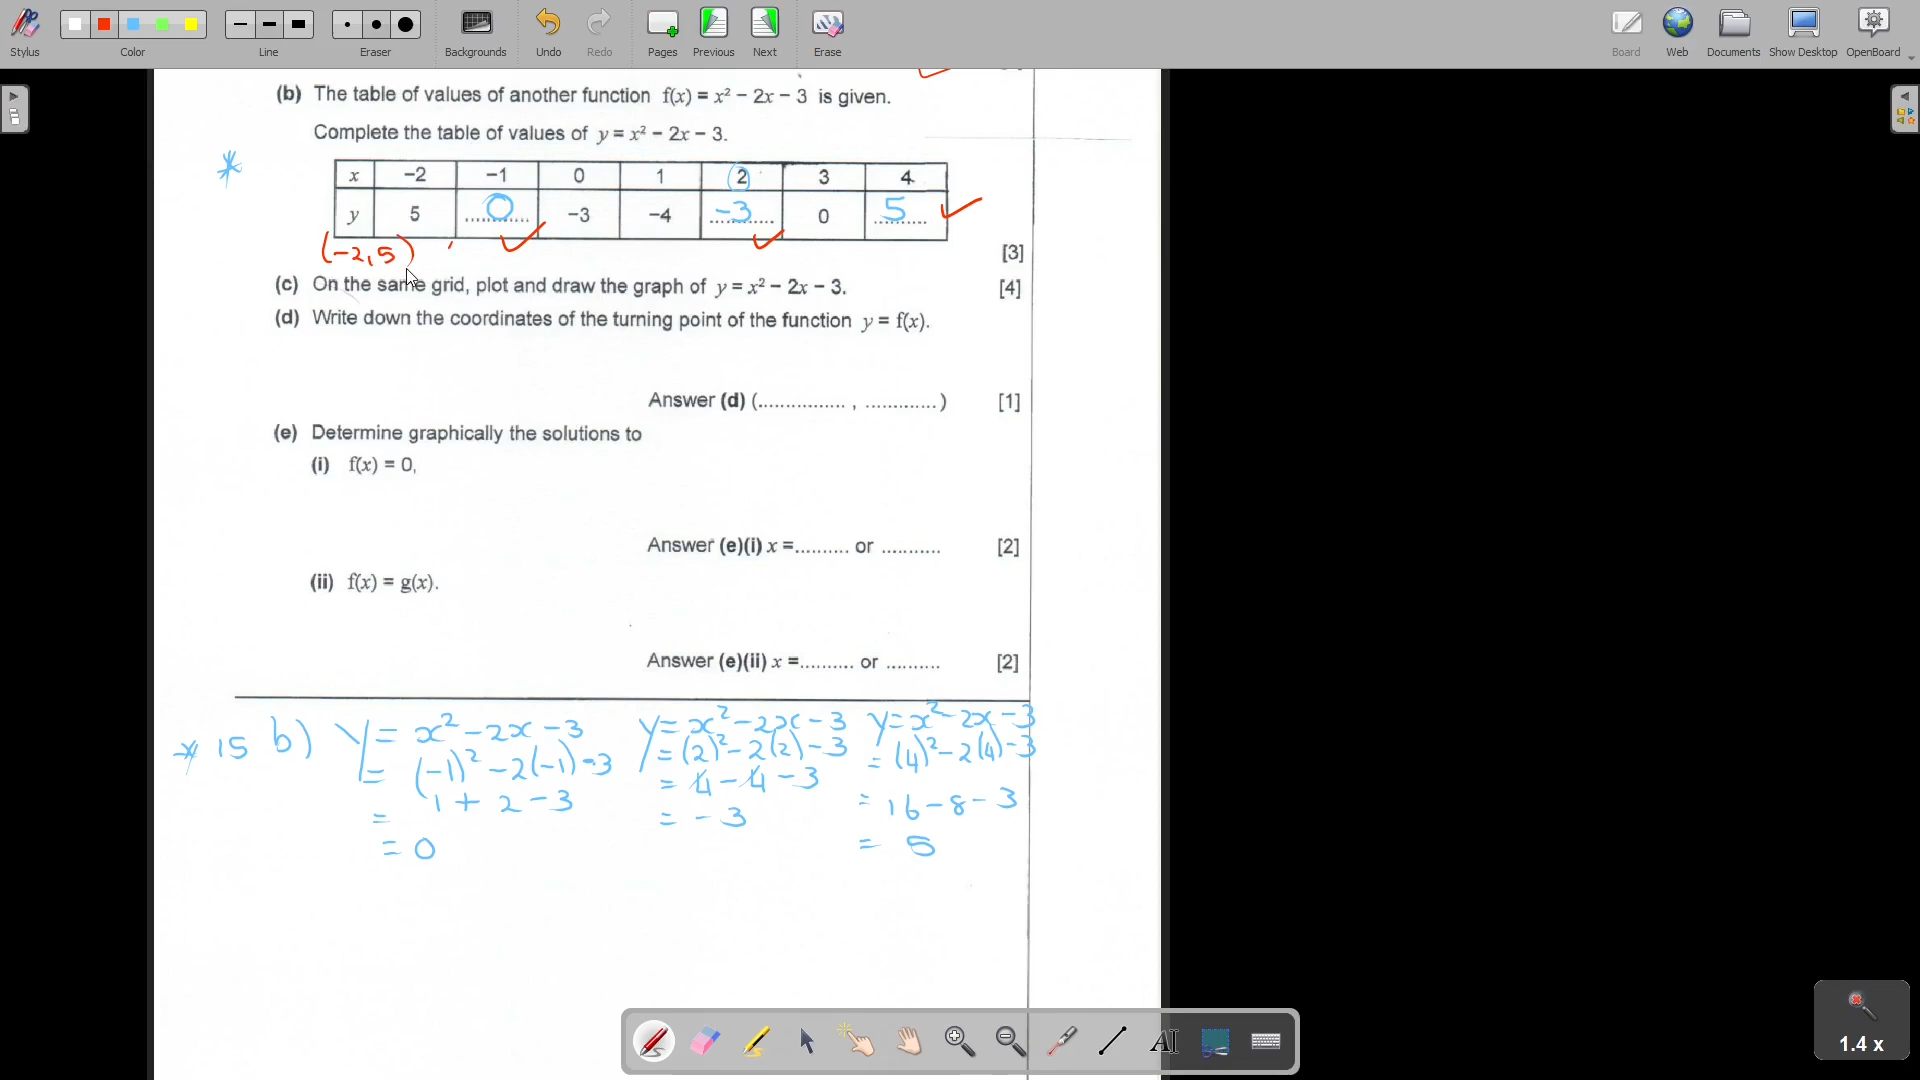 Stylus Color Line Eraser Backgrounds Undo Redo Pages Previous Next Erase Board Web Documents Show Desktop OpenBoard
(b) The table of values of another function f(x) = x² − 2x − 3 is given.
Complete the table of values of y = x² − 2x − 3.
x −2 −1 0 1 2 3 4
y 5 0 −3 −4 −3 0 5
(−2,5)
[3]
(c) On the same grid, plot and draw the graph of y = x² − 2x − 3. [4]
(d) Write down the coordinates of the turning point of the function y = f(x).
Answer (d) (................ , .............) [1]
(e) Determine graphically the solutions to
(i) f(x) = 0,
Answer (e)(i) x =.......... or ........... [2]
(ii) f(x) = g(x).
Answer (e)(ii) x =.......... or .......... [2]
* 15 b) y = x² − 2x − 3 y = x² − 2x − 3 y = x² − 2x − 3
= (−1)² − 2(−1) − 3 = (2)² − 2(2) − 3 = (4)² − 2(4) − 3
= 1 + 2 − 3 = 4 − 4 − 3 = 16 − 8 − 3
= 0 = −3 = 5
1.4 x